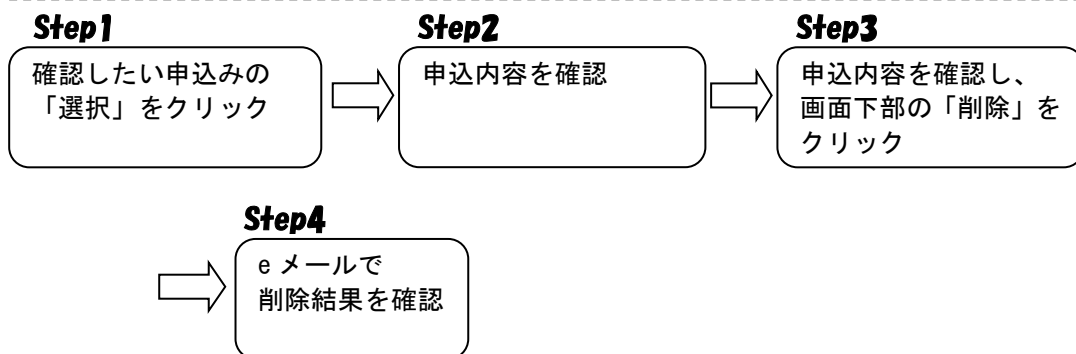 Step1
確認したい申込みの
「選択」をクリック
Step2
申込内容を確認
Step3
申込内容を確認し、
画面下部の「削除」を
クリック
Step4
e メールで
削除結果を確認